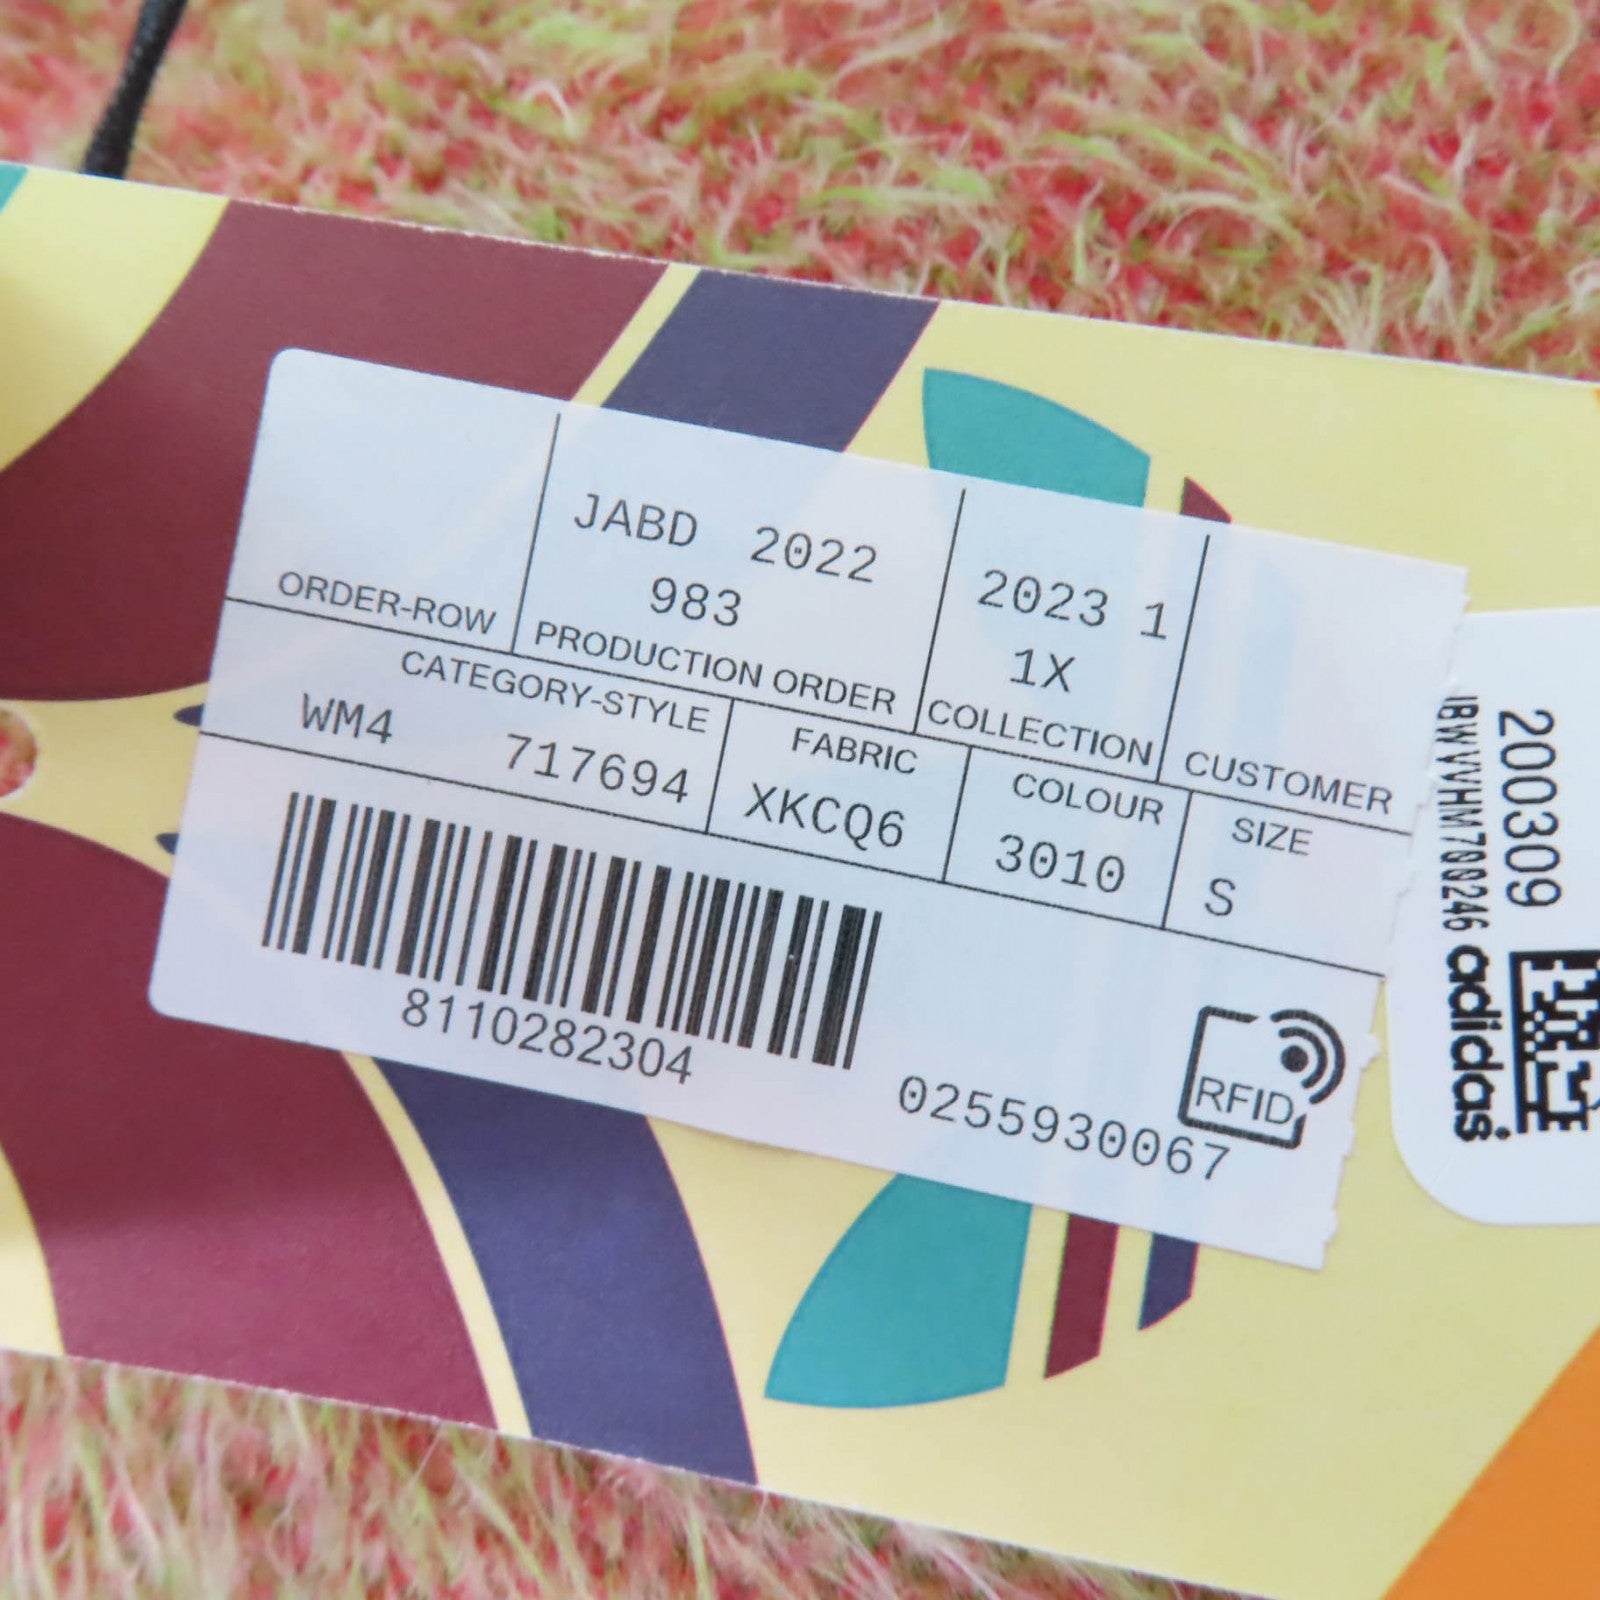 JABD 2022
983
2023 1
1X
ORDER-ROW
PRODUCTION ORDER
COLLECTION
CUSTOMER
CATEGORY-STYLE
WM4 717694
FABRIC
XKCQ6
COLOUR
3010
SIZE
S
8110282304
0255930067
RFID
200309
adidas